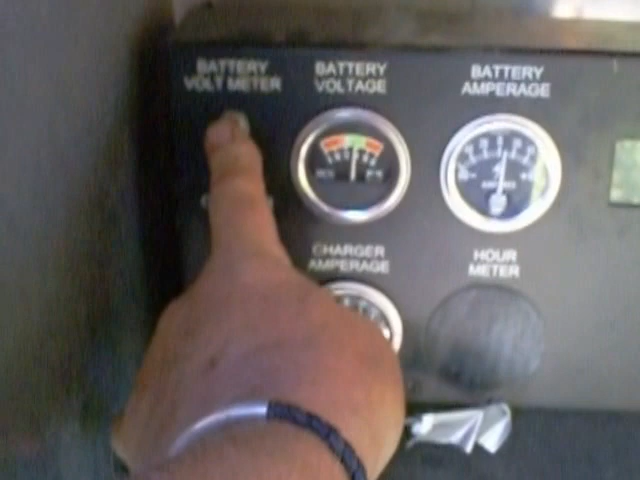 BATTERY
VOLT METER
BATTERY
VOLTAGE
BATTERY
AMPERAGE
CHARGER
AMPERAGE
HOUR
METER